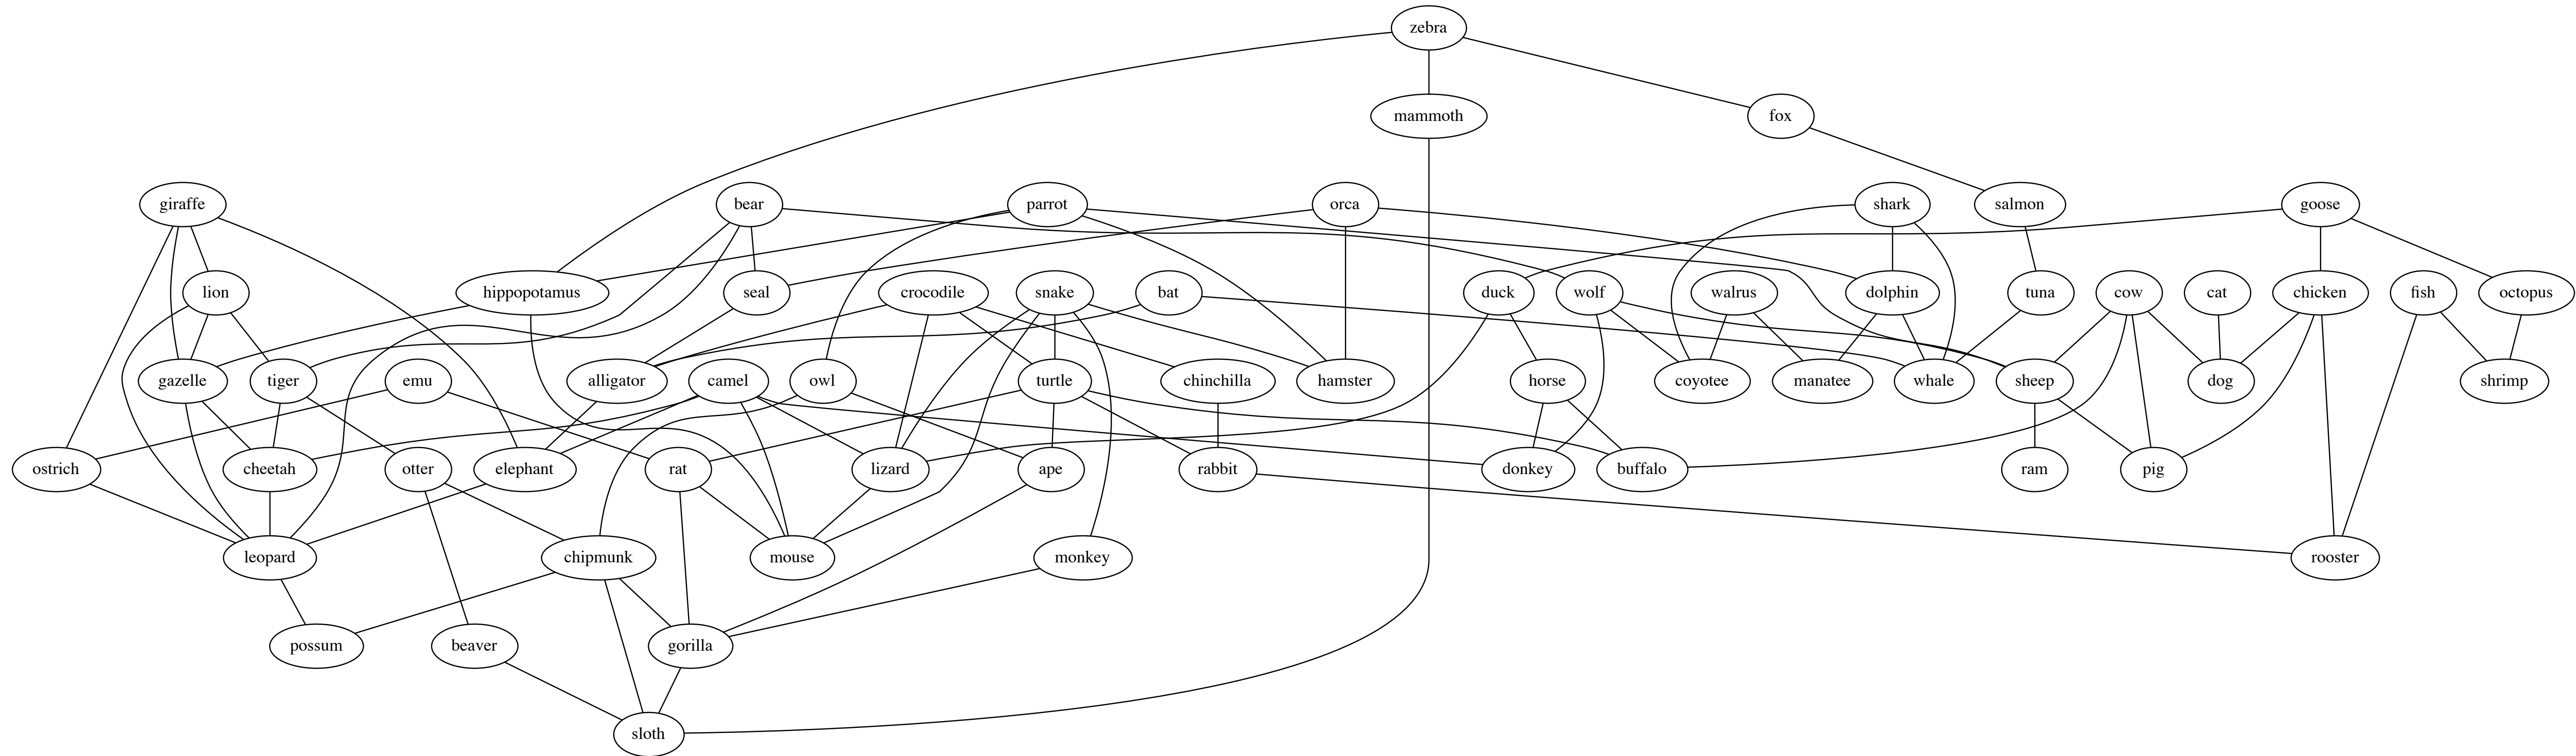 zebra
mammoth
fox
giraffe
bear
parrot
orca
shark
salmon
goose
lion
hippopotamus
seal
crocodile
snake
bat
duck
wolf
walrus
dolphin
tuna
cow
cat
chicken
fish
octopus
gazelle
tiger
emu
alligator
camel
owl
turtle
chinchilla
hamster
horse
coyotee
manatee
whale
sheep
dog
shrimp
ostrich
cheetah
otter
elephant
rat
lizard
ape
rabbit
donkey
buffalo
ram
pig
leopard
chipmunk
mouse
monkey
rooster
possum
beaver
gorilla
sloth